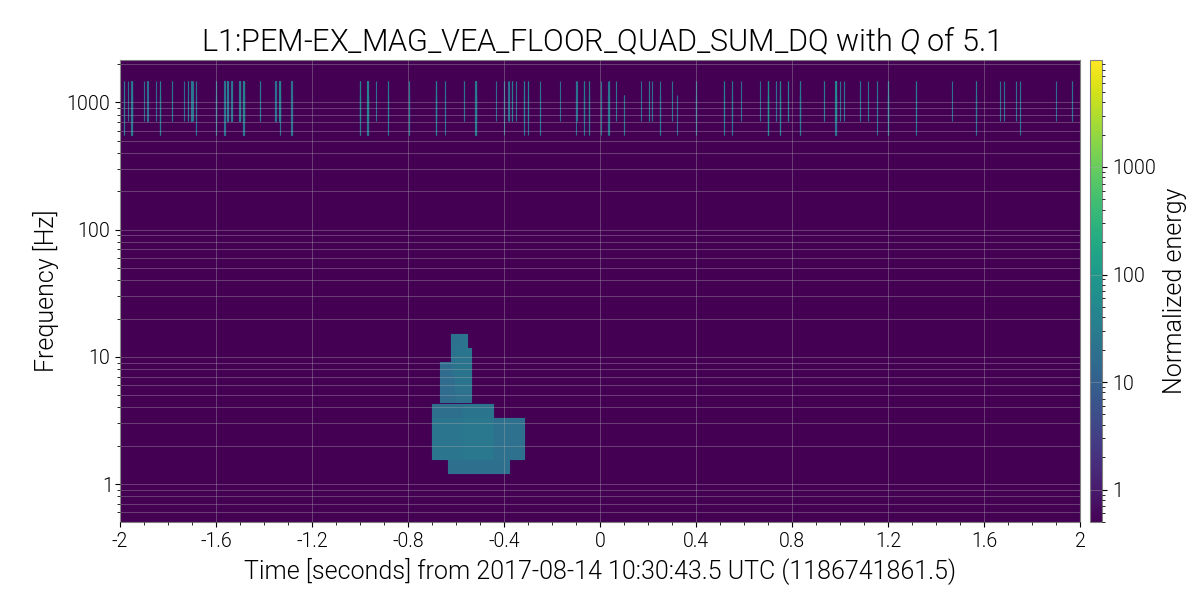 L1:PEM-EX_MAG_VEA_FLOOR_QUAD_SUM_DQ with Q of 5.1
1000
100
10
1
Frequency [Hz]
-2 -1.6 -1.2 -0.8 -0.4 0 0.4 0.8 1.2 1.6 2
Time [seconds] from 2017-08-14 10:30:43.5 UTC (1186741861.5)
1000
100
10
1
Normalized energy